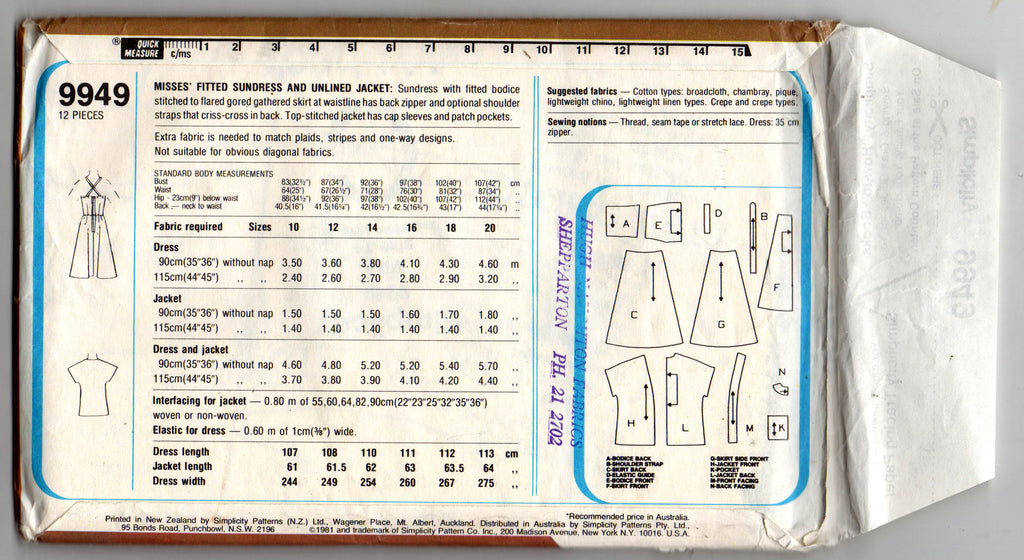 ® QUICK MEASURE c/ms 1 2 3 4 5 6 7 8 9 10 11 12 13 14 15
9949
12 PIECES
MISSES' FITTED SUNDRESS AND UNLINED JACKET: Sundress with fitted bodice
stitched to flared gored gathered skirt at waistline has back zipper and optional shoulder
straps that criss-cross in back. Top-stitched jacket has cap sleeves and patch pockets.
Extra fabric is needed to match plaids, stripes and one-way designs.
Not suitable for obvious diagonal fabrics.
STANDARD BODY MEASUREMENTS
Bust 83(32½") 87(34") 92(36") 97(38") 102(40") 107(42") cm
Waist 64(25") 67(26½") 71(28") 76(30") 81(32") 87(34") ,,
Hip - 23cm(9") below waist 88(34½") 92(36") 97(38") 102(40") 107(42") 112(44") ,,
Back - neck to waist 40.5(16") 41.5(16¼") 42(16½") 42.5(16¾") 43(17") 44(17¼") ,,
Fabric required Sizes 10 12 14 16 18 20
Dress
90cm(35"36") without nap 3.50 3.60 3.80 4.10 4.30 4.60 m
115cm(44"45") ,, ,, 2.40 2.60 2.70 2.80 2.90 3.20 ,,
Jacket
90cm(35"36") without nap 1.50 1.50 1.50 1.60 1.70 1.80 ,,
115cm(44"45") ,, ,, 1.40 1.40 1.40 1.40 1.40 1.40 ,,
Dress and jacket
90cm(35"36") without nap 4.60 4.80 5.20 5.20 5.40 5.70 ,,
115cm(44"45") ,, ,, 3.70 3.80 3.90 4.10 4.20 4.40 ,,
Interfacing for jacket — 0.80 m of 55,60,64,82,90cm(22"23"25"32"35"36")
woven or non-woven.
Elastic for dress — 0.60 m of 1cm(⅜") wide.
Dress length 107 108 110 111 112 113 cm
Jacket length 61 61.5 62 63 63.5 64 ,,
Dress width 244 249 254 260 267 275 ,,
Suggested fabrics — Cotton types: broadcloth, chambray, pique,
lightweight chino, lightweight linen types. Crepe and crepe types.
Sewing notions — Thread, seam tape or stretch lace. Dress: 35 cm
zipper.
A E D B F
C G
H L M N K
SHEPPARTON PH. 21 2702
A-BODICE BACK
B-SHOULDER STRAP
C-SKIRT BACK
D-ELASTIC GUIDE
E-BODICE FRONT
F-SKIRT FRONT
G-SKIRT SIDE FRONT
H-JACKET FRONT
K-POCKET
L-JACKET BACK
M-FRONT FACING
N-BACK FACING
*Recommended price in Australia.
Printed in New Zealand by Simplicity Patterns (N.Z.) Ltd., Wagener Place, Mt. Albert, Auckland. Distributed in Australia by Simplicity Patterns Pty. Ltd.,
95 Bonds Road, Punchbowl. N.S.W. 2196 ©1981 and trademark of Simplicity Pattern Co. Inc., 200 Madison Avenue, New York N.Y. 10016. U.S.A.